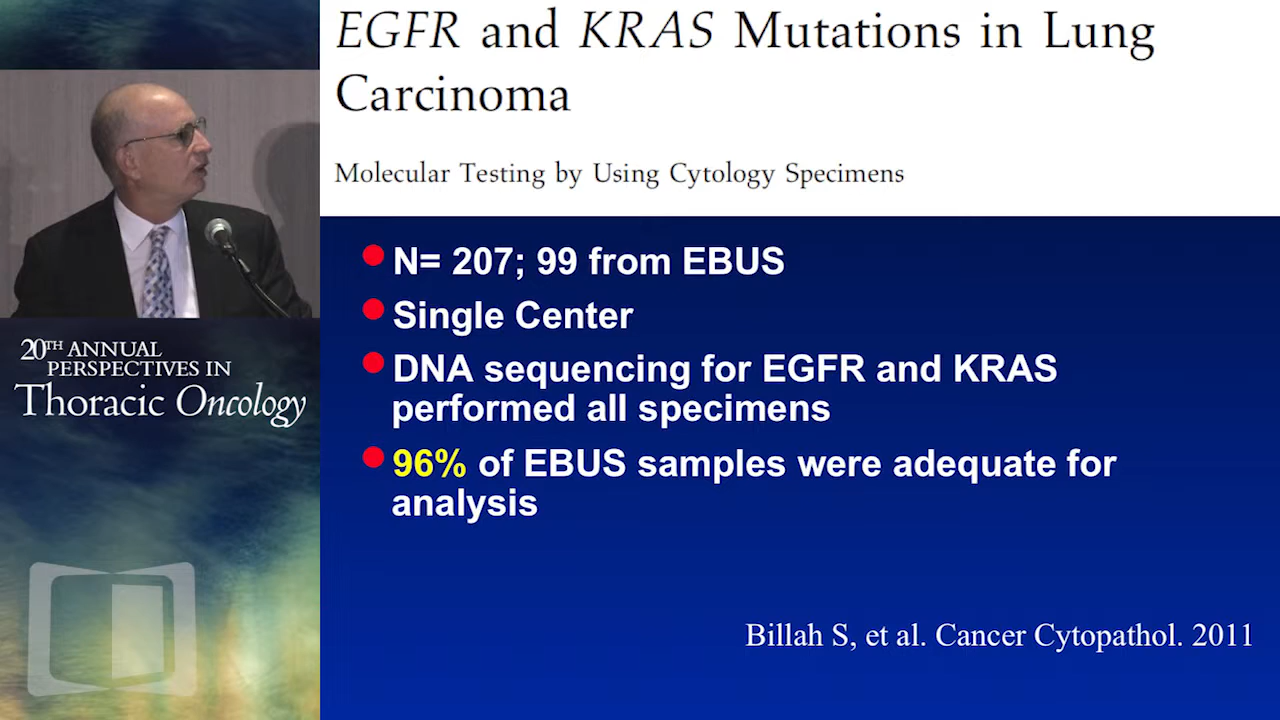 EGFR and KRAS Mutations in Lung
Carcinoma
Molecular Testing by Using Cytology Specimens
N= 207; 99 from EBUS
Single Center
DNA sequencing for EGFR and KRAS
performed all specimens
96% of EBUS samples were adequate for
analysis
Billah S, et al. Cancer Cytopathol. 2011
20TH ANNUAL
PERSPECTIVES IN
Thoracic Oncology